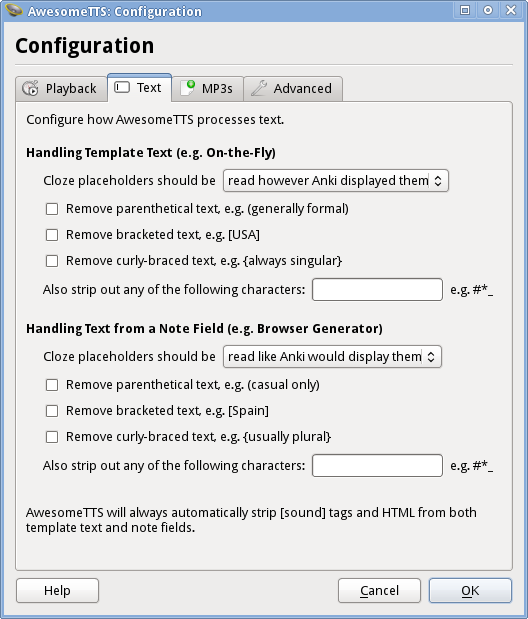 AwesomeTTS: Configuration
Configuration
Playback Text MP3s Advanced
Configure how AwesomeTTS processes text.
Handling Template Text (e.g. On-the-Fly)
Cloze placeholders should be read however Anki displayed them
Remove parenthetical text, e.g. (generally formal)
Remove bracketed text, e.g. [USA]
Remove curly-braced text, e.g. {always singular}
Also strip out any of the following characters: e.g. #*_
Handling Text from a Note Field (e.g. Browser Generator)
Cloze placeholders should be read like Anki would display them
Remove parenthetical text, e.g. (casual only)
Remove bracketed text, e.g. [Spain]
Remove curly-braced text, e.g. {usually plural}
Also strip out any of the following characters: e.g. #*_
AwesomeTTS will always automatically strip [sound] tags and HTML from both
template text and note fields.
Help Cancel OK